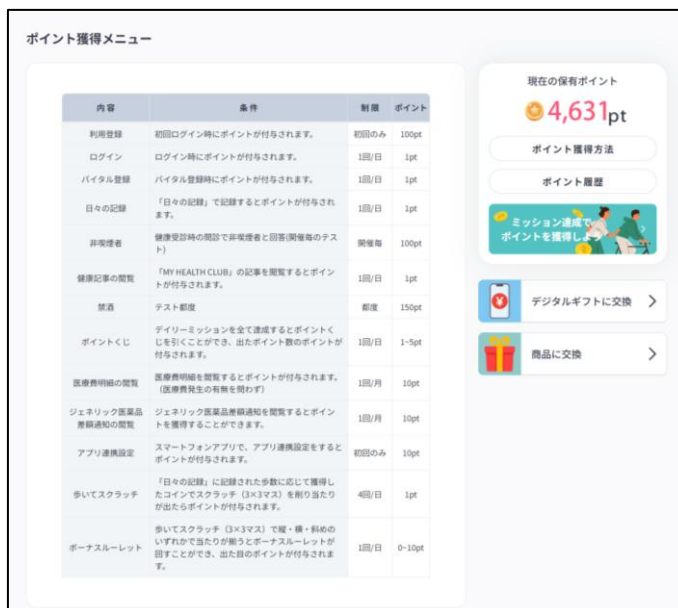 ポイント獲得メニュー
内容 条件 制限 ポイント
利用登録 初回ログイン時にポイントが付与されます。 初回のみ 100pt
ログイン ログイン時にポイントが付与されます。 1回/日 1pt
バイタル登録 バイタル登録時にポイントが付与されます。 1回/日 1pt
日々の記録 「日々の記録」で記録するとポイントが付与され
ます。 1回/日 1pt
非喫煙者 健康受診時の問診で非喫煙者と回答(開催毎のテス
ト) 開催毎 100pt
健康記事の閲覧 「MY HEALTH CLUB」の記事を閲覧するとポイン
トが付与されます。 1回/日 1pt
禁酒 テスト都度 都度 150pt
ポイントくじ デイリーミッションを全て達成するとポイントく
じを引くことができ、出たポイント数のポイントが
付与されます。 1回/日 1~5pt
医療費明細の閲覧 医療費明細を閲覧するとポイントが付与されます。
（医療費発生の有無を問わず） 1回/月 10pt
ジェネリック医薬品 ジェネリック医薬品差額通知を閲覧するとポイン
差額通知の閲覧 トを獲得することができます。 1回/月 10pt
アプリ連携設定 スマートフォンアプリで、アプリ連携設定をすると
ポイントが付与されます。 初回のみ 10pt
歩いてスクラッチ 「日々の記録」に記録された歩数に応じて獲得し
たコインでスクラッチ（3×3マス）を削り当たり
が出たらポイントが付与されます。 4回/日 1pt
ボーナスルーレット 歩いてスクラッチ（3×3マス）で縦・横・斜めの
いずれかで当たりが揃うとボーナスルーレットが
回すことができ、出た目のポイントが付与されま
す。 1回/日 0~10pt
現在の保有ポイント
4,631pt
ポイント獲得方法
ポイント履歴
ミッション達成で
ポイントを獲得しよう
デジタルギフトに交換
商品に交換